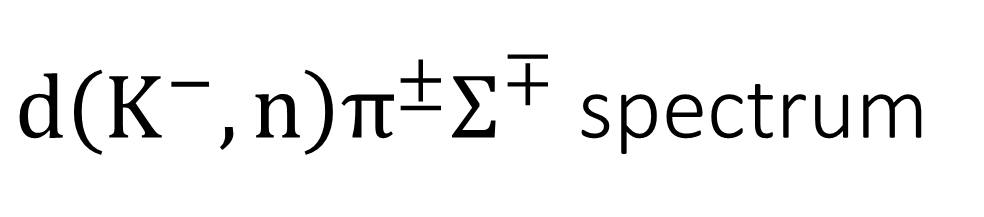 d(K⁻, n)π±Σ∓ spectrum